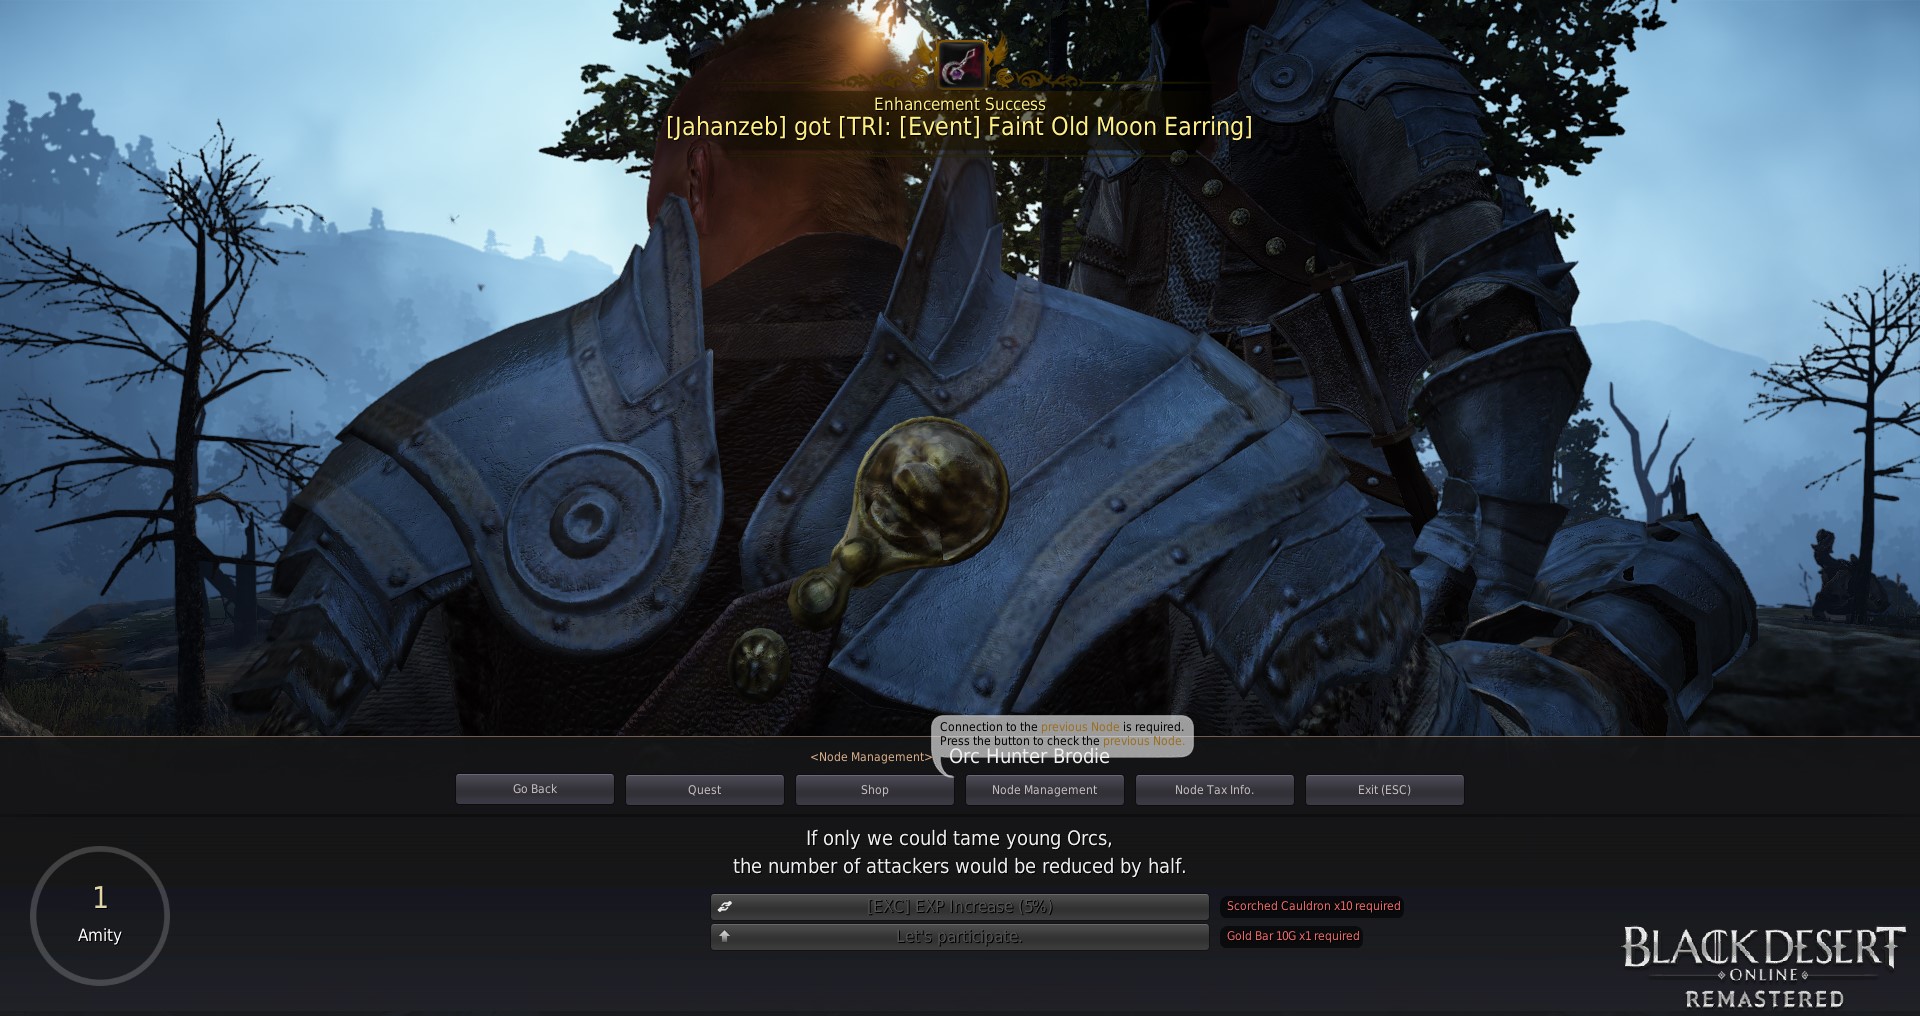 Enhancement Success
[Jahanzeb] got [TRI: [Event] Faint Old Moon Earring]
Connection to the previous Node is required.
Press the button to check the previous Node.
<Node Management> Orc Hunter Brodie
Go Back
Quest
Shop
Node Management
Node Tax Info.
Exit (ESC)
If only we could tame young Orcs,
the number of attackers would be reduced by half.
1
Amity
[EXC] EXP Increase (5%)
Scorched Cauldron x10 required
Let's participate.
Gold Bar 10G x1 required
BLACK DESERT
ONLINE
REMASTERED